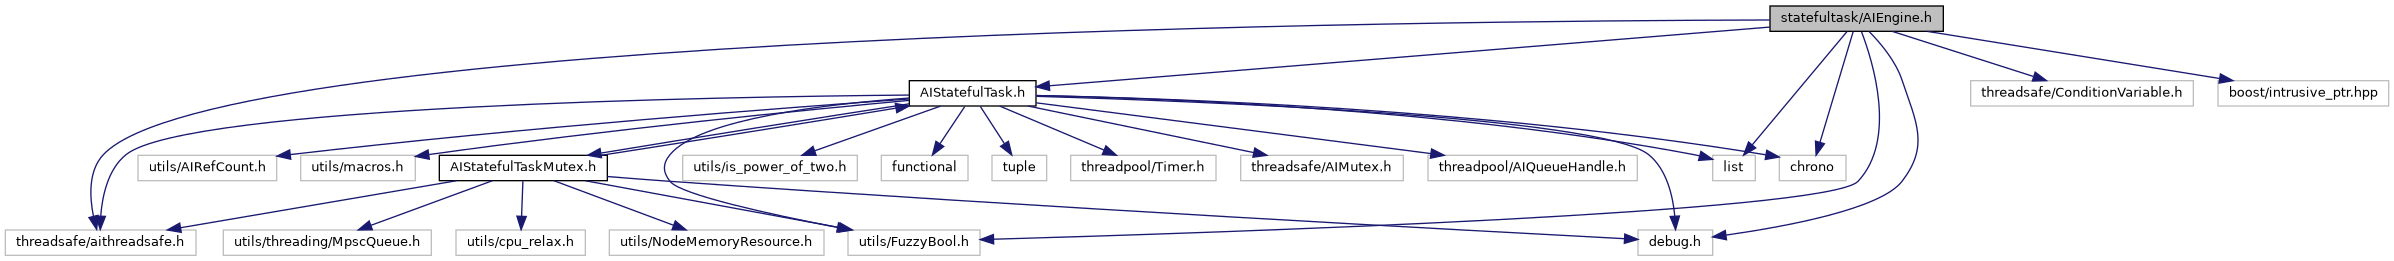 statefultask/AIEngine.h
AIStatefulTask.h
threadsafe/ConditionVariable.h
boost/intrusive_ptr.hpp
utils/AIRefCount.h
utils/macros.h
AIStatefulTaskMutex.h
utils/is_power_of_two.h
functional
tuple
threadpool/Timer.h
threadsafe/AIMutex.h
threadpool/AIQueueHandle.h
list
chrono
threadsafe/aithreadsafe.h
utils/threading/MpscQueue.h
utils/cpu_relax.h
utils/NodeMemoryResource.h
utils/FuzzyBool.h
debug.h